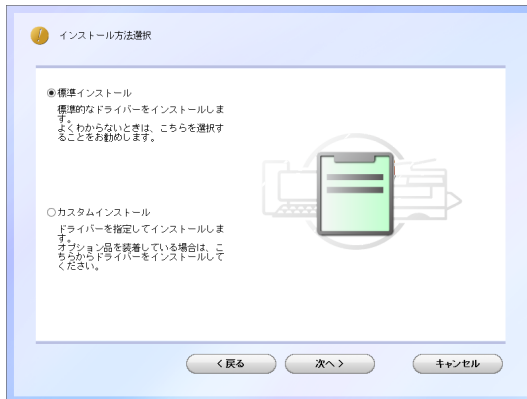 インストール方法選択
標準インストール
標準的なドライバーをインストールしま
す。
よくわからないときは、こちらを選択す
ることをお勧めします。
カスタムインストール
ドライバーを指定してインストールしま
す。
オプション品を装着している場合は、こ
ちらからドライバーをインストールして
ください。
< 戻る
次へ >
キャンセル